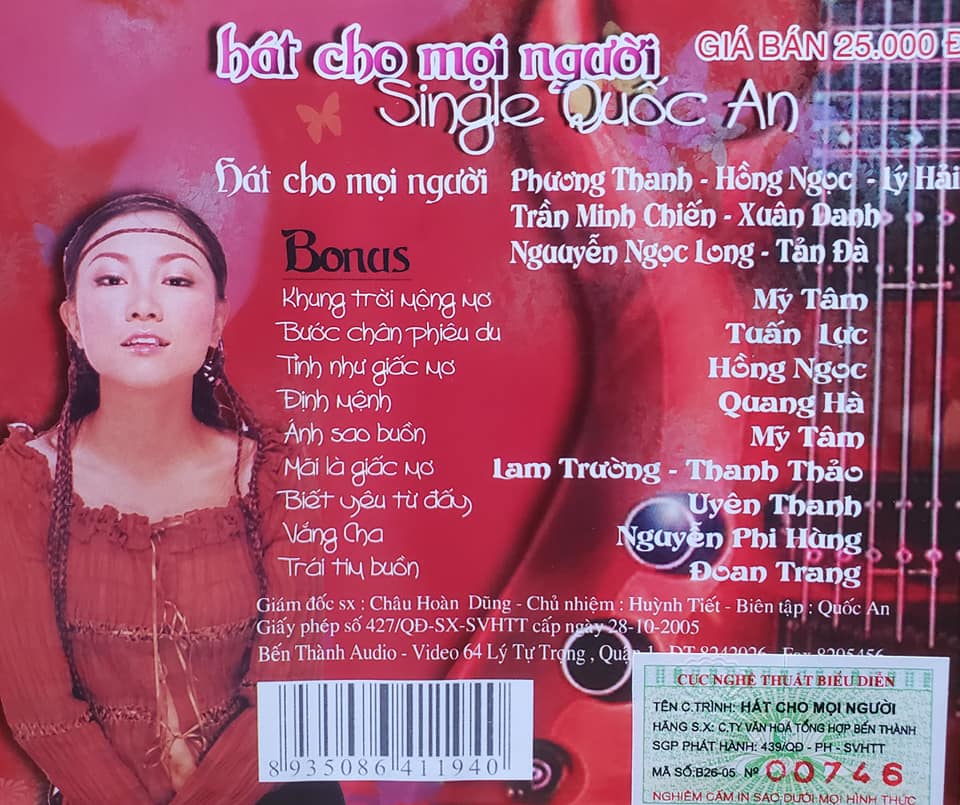 hát cho mọi người
GIÁ BÁN 25.000 Đ
Single Quốc An
Hát cho mọi người Phương Thanh - Hồng Ngọc - Lý Hải
Trần Minh Chiến - Xuân Danh
Nguuyễn Ngọc Long - Tản Đà
Bonus
Khung trời mộng mơ Mỹ Tâm
Bước chân phiêu du Tuấn Lực
Tình như giấc mơ Hồng Ngọc
Định mệnh Quang Hà
Ánh sao buồn Mỹ Tâm
Mãi là giấc mơ Lam Trường - Thanh Thảo
Biết yêu từ đấy Uyên Thanh
Vắng Cha Nguyễn Phi Hùng
Trái tim buồn Đoan Trang
Giám đốc sx : Châu Hoàn Dũng - Chủ nhiệm : Huỳnh Tiết - Biên tập : Quốc An
Giấy phép số 427/QĐ-SX-SVHTT cấp ngày 28-10-2005
Bến Thành Audio - Video 64 Lý Tự Trọng , Quận 1 ĐT 8242026 Fax 8295456
8 935086 411940
CỤC NGHỆ THUẬT BIỂU DIỄN
TÊN C.TRÌNH: HÁT CHO MỌI NGƯỜI
HÃNG S.X: C.TY VĂN HOÁ TỔNG HỢP BẾN THÀNH
SGP PHÁT HÀNH: 439/QĐ - PH - SVHTT
MÃ SỐ:B26-05 Nº 00746
NGHIÊM CẤM IN SAO DƯỚI MỌI HÌNH THỨC